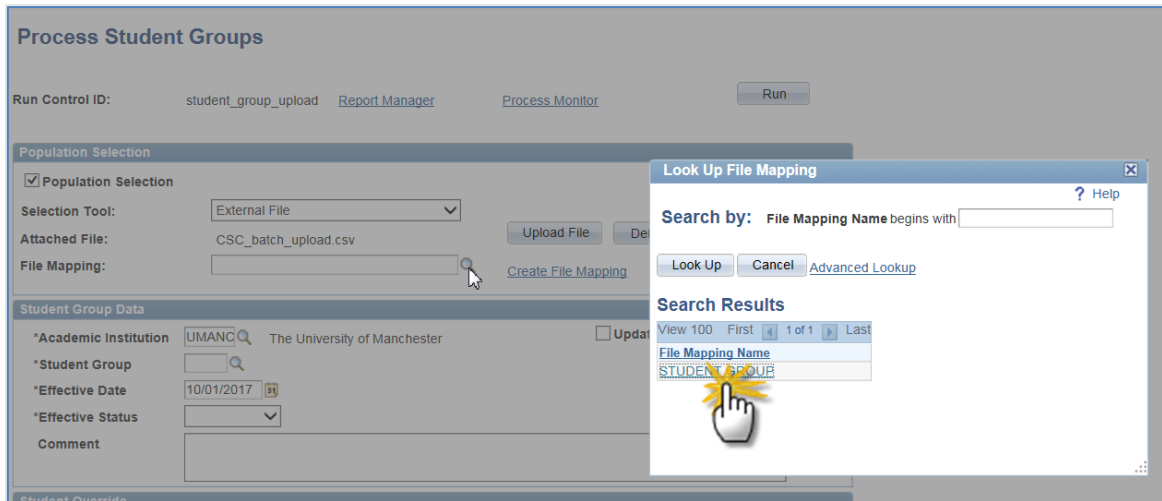 Process Student Groups
Run Control ID: student_group_upload Report Manager Process Monitor Run
Population Selection
Population Selection
Selection Tool: External File
Attached File: CSC_batch_upload.csv Upload File
File Mapping: Create File Mapping
Student Group Data
*Academic Institution UMANC The University of Manchester
*Student Group
*Effective Date 10/01/2017
*Effective Status
Comment
Student Override
Look Up File Mapping
? Help
Search by: File Mapping Name begins with
Look Up Cancel Advanced Lookup
Search Results
View 100 First 1 of 1 Last
File Mapping Name
STUDENT GROUP